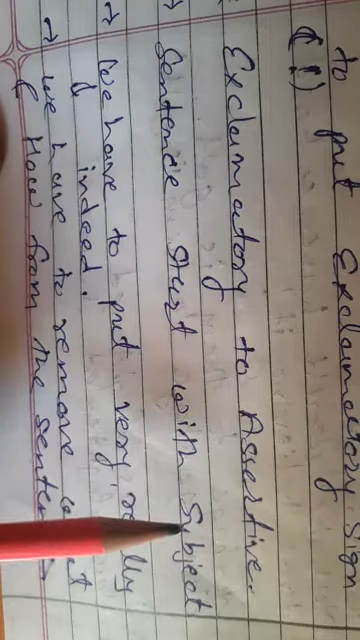 to put Exclamatory sign
(!)
Exclamatory to Assertive.
→ Sentence start with subject
→ We have to put very, really
indeed.
→ we have to remove
& How from the